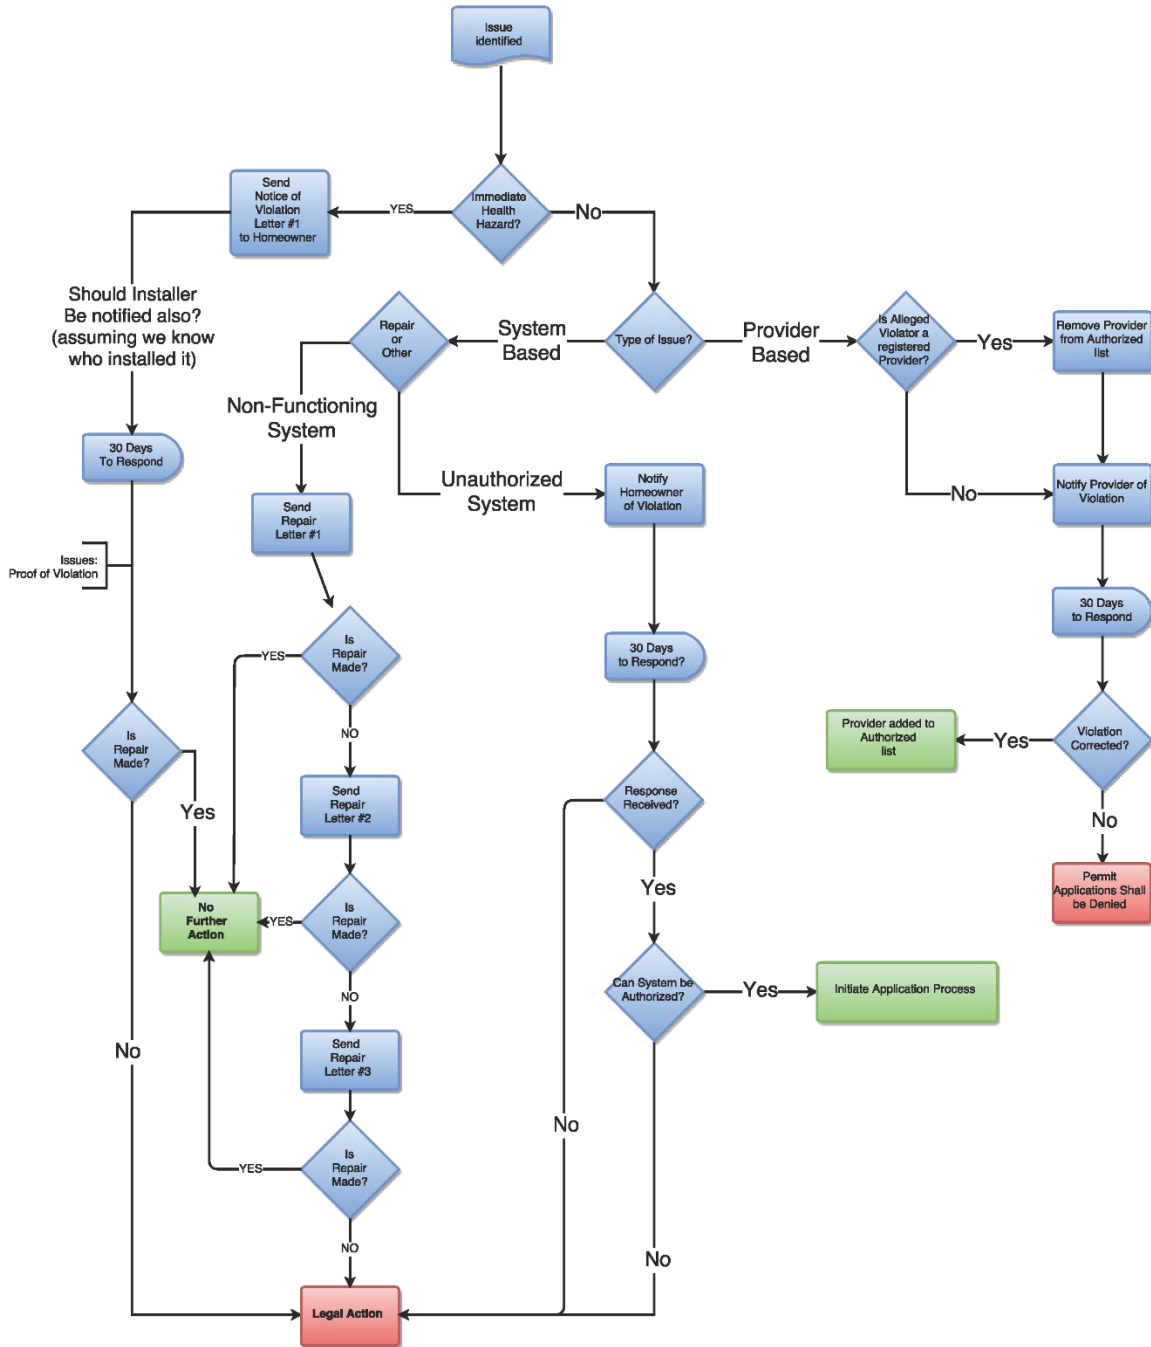 Issue
identified
Immediate
Health
Hazard?
YES
No
Send
Notice of
Violation
Letter #1
to Homeowner
Should Installer
Be notified also?
(assuming we know
who installed it)
30 Days
To Respond
Issues:
Proof of Violation
Is
Repair
Made?
Yes
No
Type of Issue?
System
Based
Provider
Based
Repair
or
Other
Non-Functioning
System
Unauthorized
System
Send
Repair
Letter #1
Is
Repair
Made?
YES
NO
Send
Repair
Letter #2
Is
Repair
Made?
YES
NO
Send
Repair
Letter #3
Is
Repair
Made?
YES
NO
No
Further
Action
Legal Action
Notify
Homeowner
of Violation
30 Days
to Respond?
Response
Received?
No
Yes
Can System be
Authorized?
Yes
Initiate Application Process
No
Is Alleged
Violator a
registered
Provider?
Yes
Remove Provider
from Authorized
list
No
Notify Provider of
Violation
30 Days
to Respond
Violation
Corrected?
Yes
Provider added to
Authorized
list
No
Permit
Applications Shall
be Denied